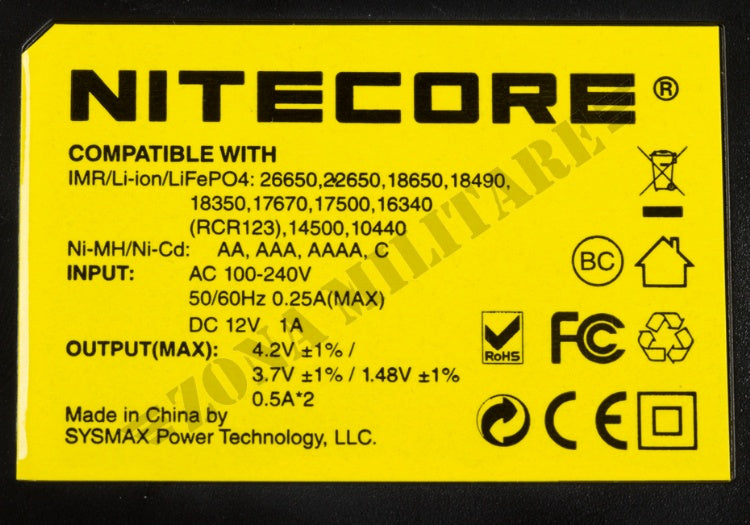 NITECORE®
COMPATIBLE WITH
IMR/Li-ion/LiFePO4: 26650,22650,18650,18490,
18350,17670,17500,16340
(RCR123),14500,10440
Ni-MH/Ni-Cd: AA, AAA, AAAA, C
INPUT: AC 100-240V
50/60Hz 0.25A(MAX)
DC 12V 1A
OUTPUT(MAX): 4.2V ±1% /
3.7V ±1% / 1.48V ±1%
0.5A*2
Made in China by
SYSMAX Power Technology, LLC.
BC
RoHS
FC
CE
ZONA MILITARE